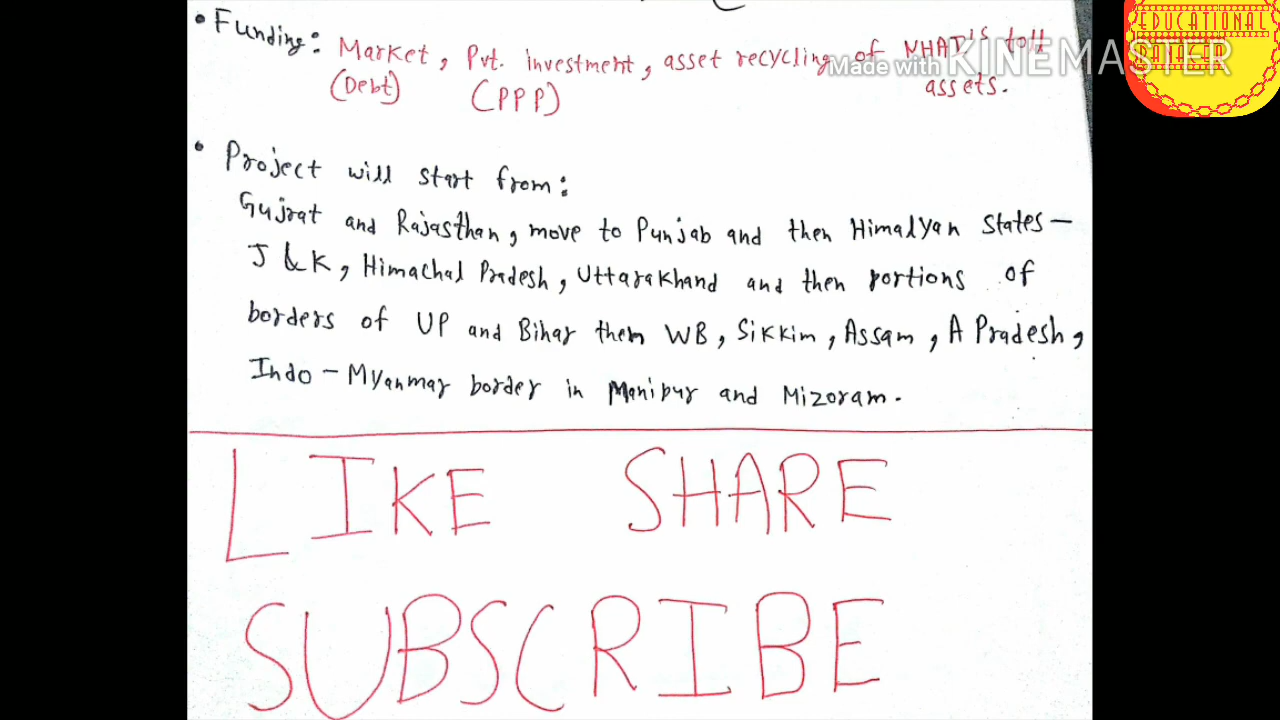 • Funding: Market, Pvt. investment, asset recycling of NHAI's toll
(Debt) (PPP) assets.
Made with KINEMASTER
EDUCATIONAL
• Project will start from:
Gujrat and Rajasthan, move to Punjab and then Himalyan States-
J & K, Himachal Pradesh, Uttarakhand and then portions of
borders of UP and Bihar then WB, Sikkim, Assam, A Pradesh,
Indo-Myanmar border in Manipur and Mizoram.
LIKE SHARE
SUBSCRIBE